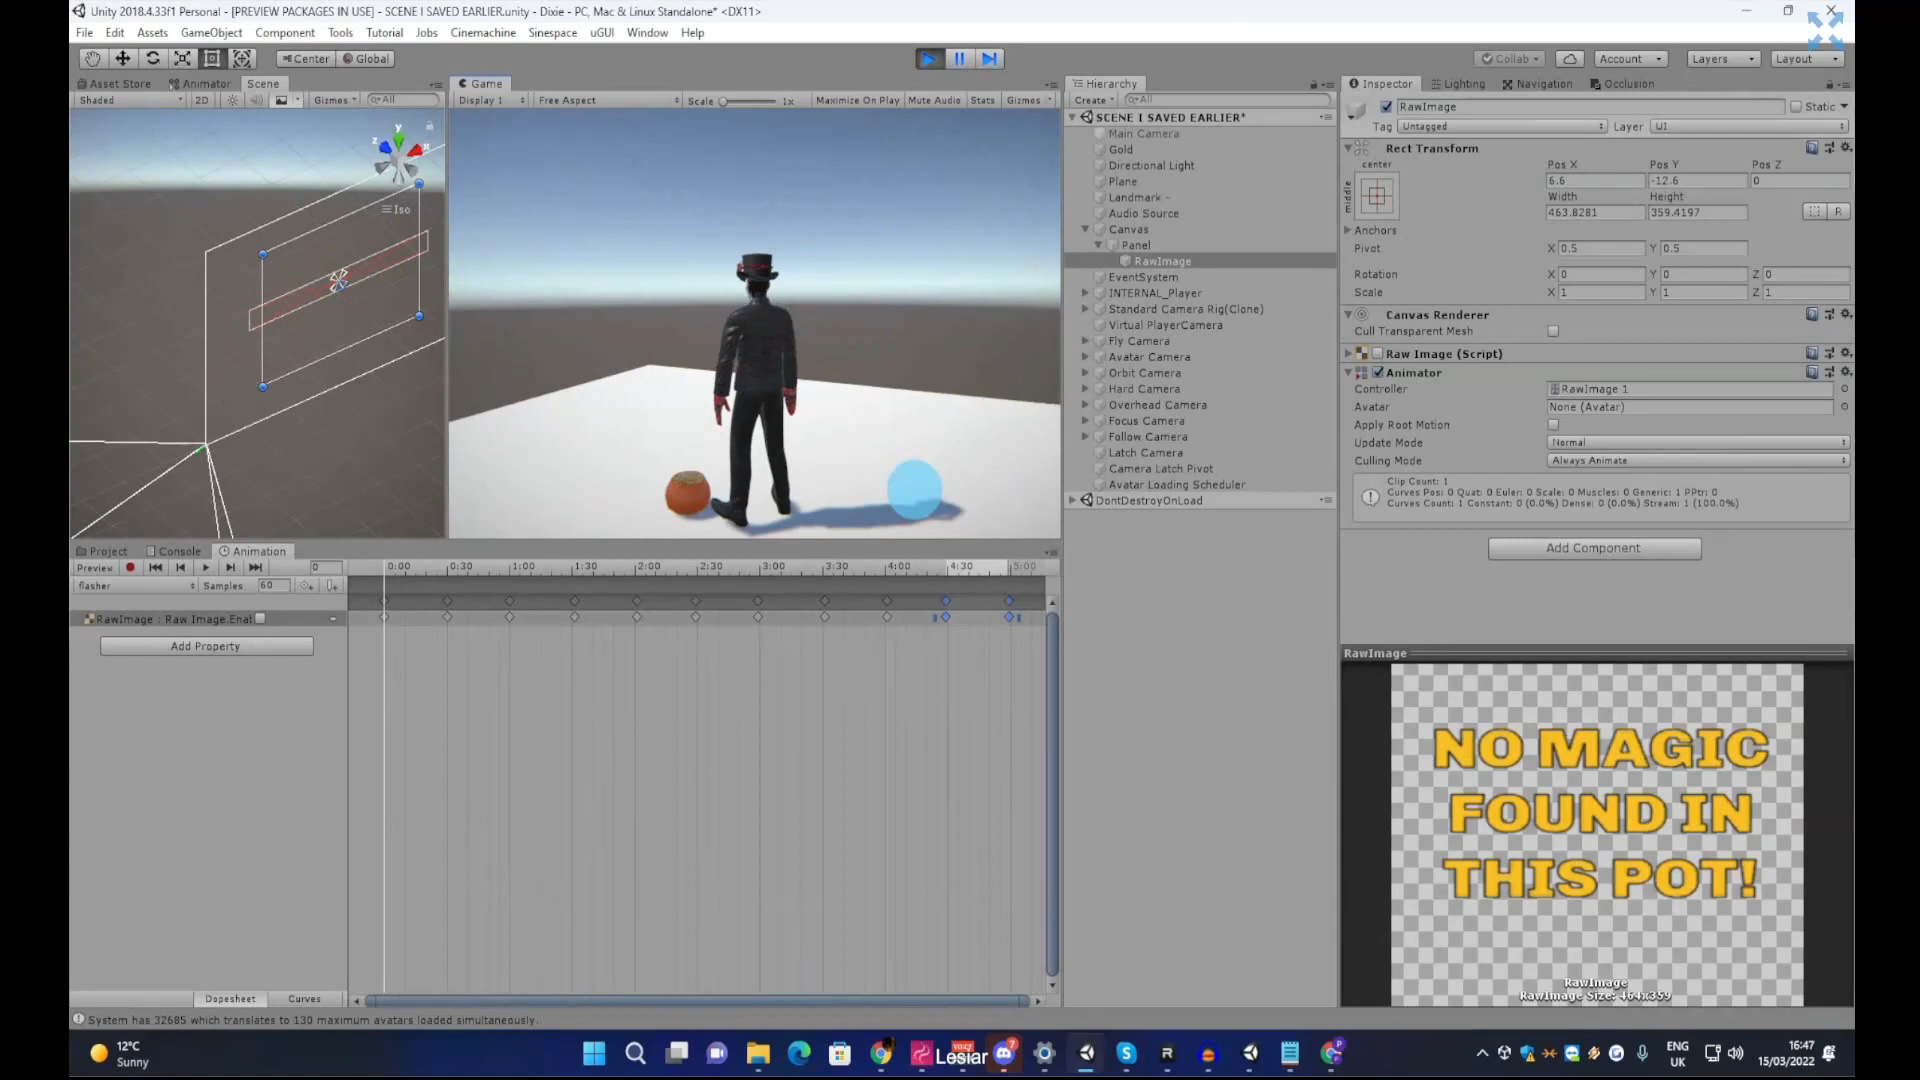 Unity 2018.4.33f1 Personal - [PREVIEW PACKAGES IN USE] - SCENE I SAVED EARLIER.unity - Dixie - PC, Mac & Linux Standalone* <DX11>
File Edit Assets GameObject Component Tools Tutorial Jobs Cinemachine Sinespace uGUI Window Help
Center Global Collab Account Layers Layout
Asset Store Animator Scene Game Hierarchy Inspector Lighting Navigation Occlusion
Shaded 2D Gizmos All Display 1 Free Aspect Scale 1x Maximize On Play Mute Audio Stats Gizmos Create All
y
z
x
Iso
SCENE I SAVED EARLIER*
Main Camera
Gold
Directional Light
Plane
Landmark -
Audio Source
Canvas
Panel
RawImage
EventSystem
INTERNAL_Player
Standard Camera Rig(Clone)
Virtual PlayerCamera
Fly Camera
Avatar Camera
Orbit Camera
Hard Camera
Overhead Camera
Focus Camera
Follow Camera
Latch Camera
Camera Latch Pivot
Avatar Loading Scheduler
DontDestroyOnLoad
RawImage Static
Tag Untagged Layer UI
Rect Transform
center Pos X Pos Y Pos Z
middle 6.6 -12.6 0
Width Height
463.8281 359.4197 R
Anchors
Pivot X 0.5 Y 0.5
Rotation X 0 Y 0 Z 0
Scale X 1 Y 1 Z 1
Canvas Renderer
Cull Transparent Mesh
Raw Image (Script)
Animator
Controller RawImage 1
Avatar None (Avatar)
Apply Root Motion
Update Mode Normal
Culling Mode Always Animate
Clip Count: 1
Curves Pos: 0 Quat: 0 Euler: 0 Scale: 0 Muscles: 0 Generic: 1 PPtr: 0
Curves Count: 1 Constant: 0 (0.0%) Dense: 0 (0.0%) Stream: 1 (100.0%)
Add Component
Project Console Animation
Preview 0 0:00 0:30 1:00 1:30 2:00 2:30 3:00 3:30 4:00 4:30 5:00
flasher Samples 60
RawImage : Raw Image.Enat
Add Property
Dopesheet Curves
RawImage
NO MAGIC
FOUND IN
THIS POT!
RawImage
RawImage Size: 464x359
System has 32685 which translates to 130 maximum avatars loaded simultaneously.
12°C
Sunny
VOICE
Lesiar
7
ENG
UK
16:47
15/03/2022